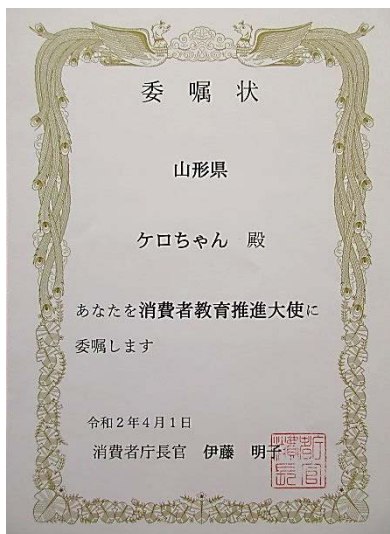 委嘱状
山形県
ケロちゃん 殿
あなたを消費者教育推進大使に
委嘱します
令和2年4月1日
消費者庁長官 伊藤 明子